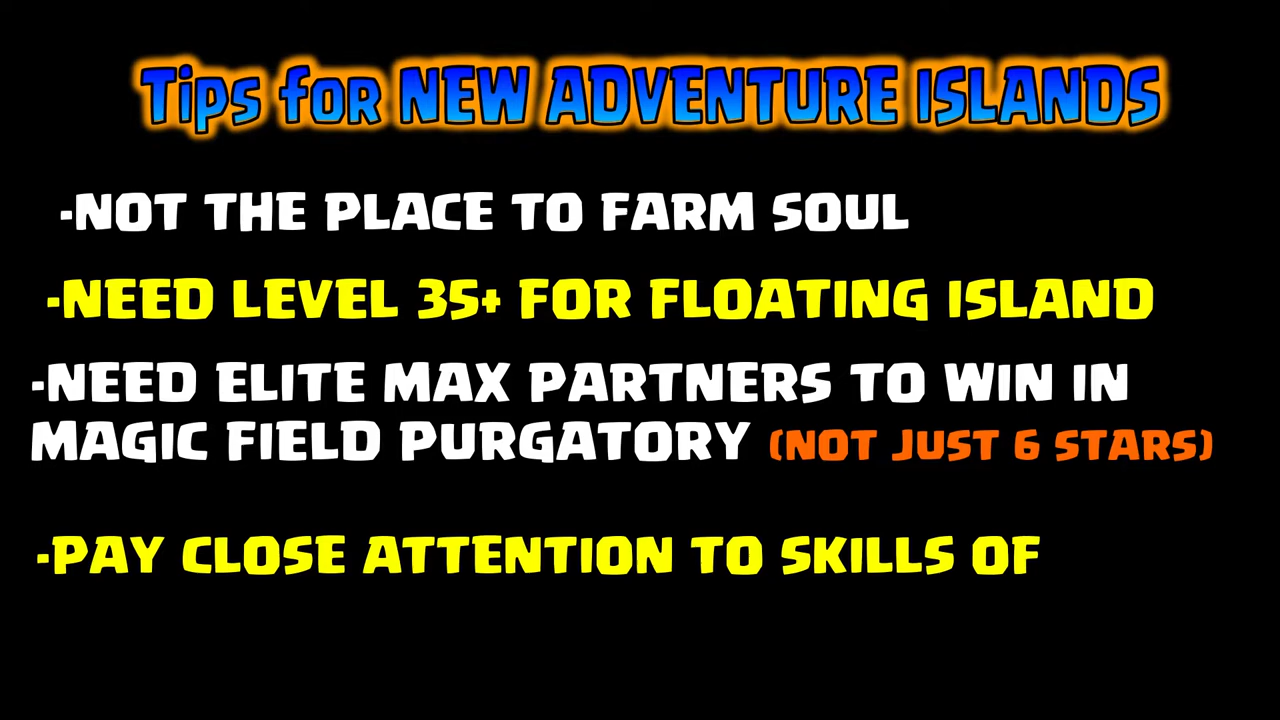 Tips for NEW ADVENTURE ISLANDS
-NOT THE PLACE TO FARM SOUL
-NEED LEVEL 35+ FOR FLOATING ISLAND
-NEED ELITE MAX PARTNERS TO WIN IN
MAGIC FIELD PURGATORY (NOT JUST 6 STARS)
-PAY CLOSE ATTENTION TO SKILLS OF